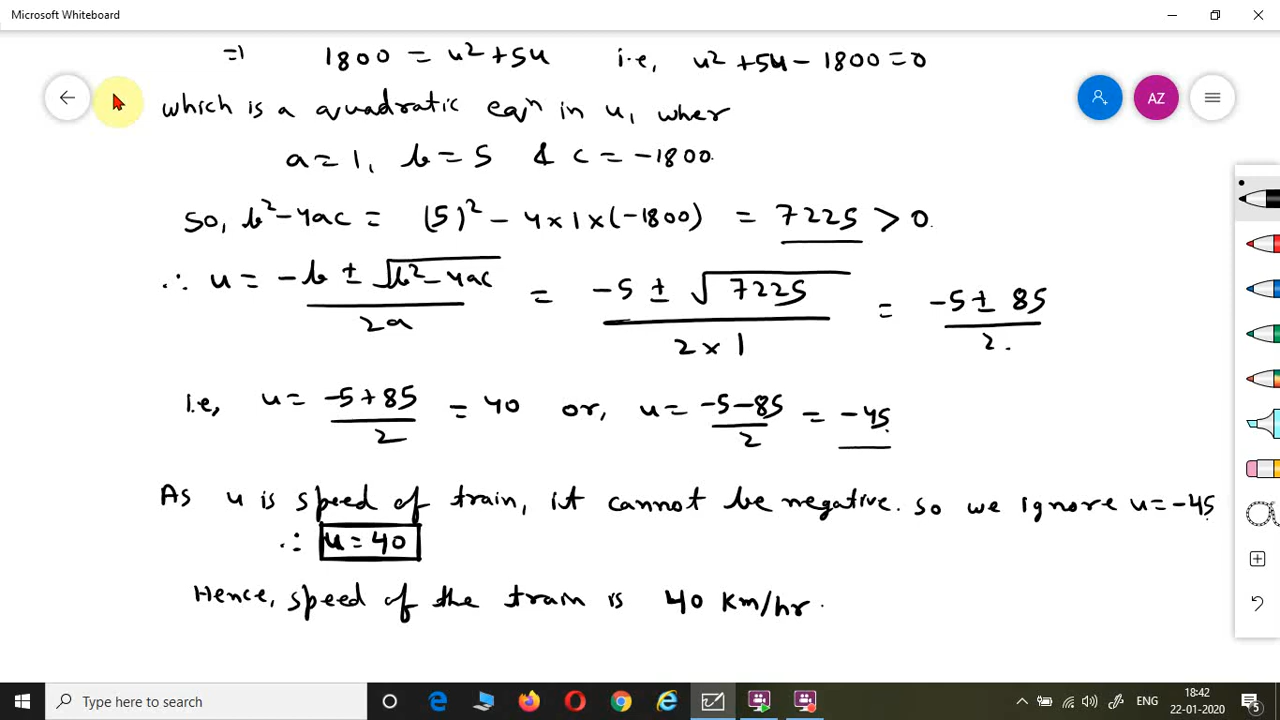 Microsoft Whiteboard
⇒ 1800 = u² + 5u i.e, u² + 5u - 1800 = 0
which is a quadratic eqⁿ in u, wher
a = 1, b = 5 & c = -1800.
AZ
So, b² - 4ac = (5)² - 4 × 1 × (-1800) = 7225 > 0.
∴ u = (-b ± √(b² - 4ac)) / 2a = (-5 ± √7225) / (2 × 1) = (-5 ± 85) / 2.
i.e, u = (-5 + 85) / 2 = 40 or, u = (-5 - 85) / 2 = -45.
As u is speed of train, it cannot be negative. So we ignore u = -45.
∴ u = 40
Hence, speed of the train is 40 Km/hr.
Type here to search
ENG
18:42
22-01-2020
5